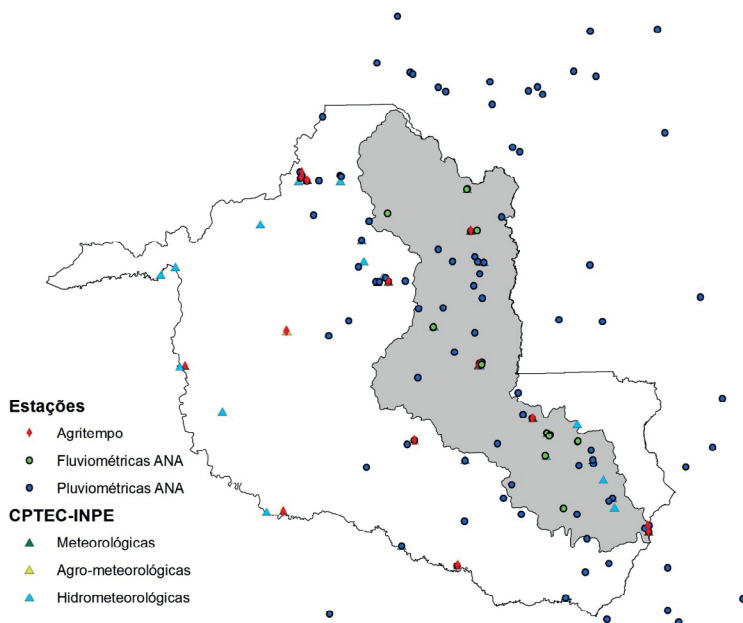 Estações
Agritempo
Fluviométricas ANA
Pluviométricas ANA
CPTEC-INPE
Meteorológicas
Agro-meteorológicas
Hidrometeorológicas